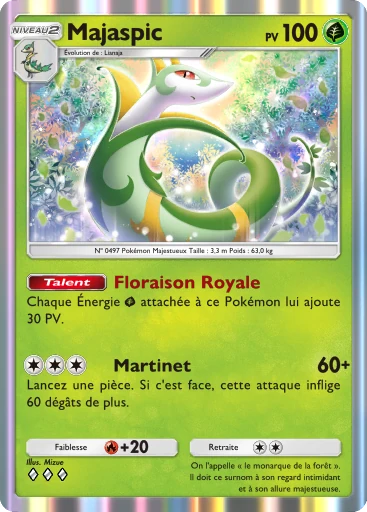 NIVEAU 2
Majaspic
PV 100
Évolution de : Lianaja
N° 0497 Pokémon Majestueux Taille : 3,3 m Poids : 63,0 kg
Talent Floraison Royale
Chaque Énergie attachée à ce Pokémon lui ajoute
30 PV.
Martinet 60+
Lancez une pièce. Si c'est face, cette attaque inflige
60 dégâts de plus.
Faiblesse +20
Retraite
Illus. Mizue
On l'appelle « le monarque de la forêt ».
Il doit ce surnom à son regard intimidant
et à son allure majestueuse.